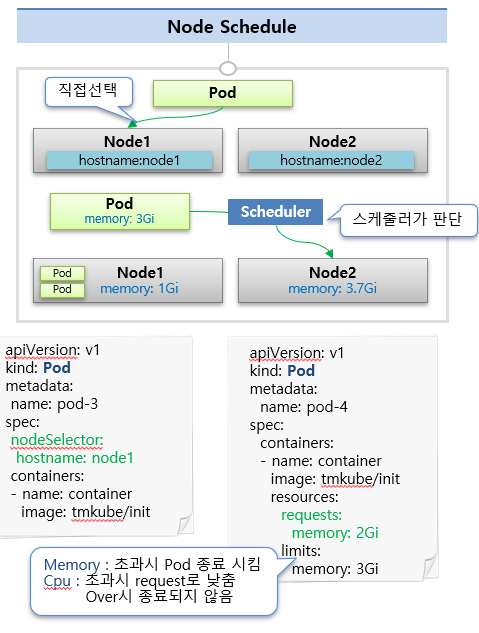 Node Schedule
직접선택
Pod
Node1
hostname:node1
Node2
hostname:node2
Pod
memory: 3Gi
Scheduler
스케줄러가 판단
Pod
Pod
Node1
memory: 1Gi
Node2
memory: 3.7Gi
apiVersion: v1
kind: Pod
metadata:
name: pod-3
spec:
nodeSelector:
hostname: node1
containers:
- name: container
image: tmkube/init
apiVersion: v1
kind: Pod
metadata:
name: pod-4
spec:
containers:
- name: container
image: tmkube/init
resources:
requests:
memory: 2Gi
limits:
memory: 3Gi
Memory : 초과시 Pod 종료 시킴
Cpu : 초과시 request로 낮춤
Over시 종료되지 않음